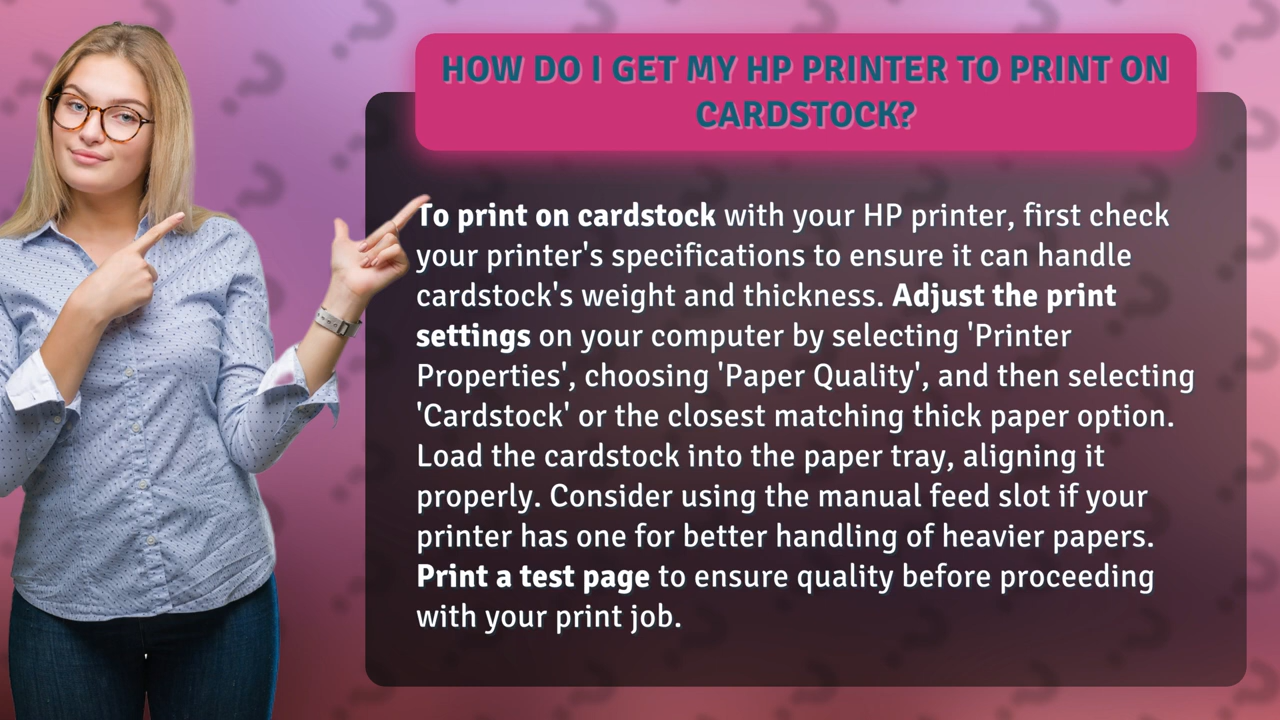 HOW DO I GET MY HP PRINTER TO PRINT ON
CARDSTOCK?
To print on cardstock with your HP printer, first check
your printer's specifications to ensure it can handle
cardstock's weight and thickness. Adjust the print
settings on your computer by selecting 'Printer
Properties', choosing 'Paper Quality', and then selecting
'Cardstock' or the closest matching thick paper option.
Load the cardstock into the paper tray, aligning it
properly. Consider using the manual feed slot if your
printer has one for better handling of heavier papers.
Print a test page to ensure quality before proceeding
with your print job.